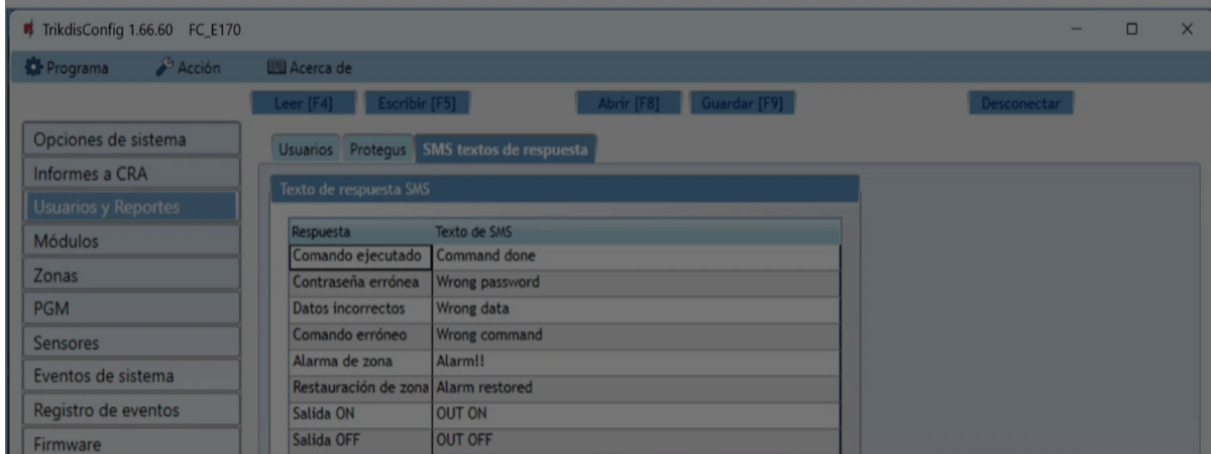 TrikdisConfig 1.66.60 FC_E170
Programa Acción Acerca de
Leer [F4] Escribir [F5] Abrir [F8] Guardar [F9] Desconectar
Opciones de sistema
Informes a CRA
Usuarios y Reportes
Módulos
Zonas
PGM
Sensores
Eventos de sistema
Registro de eventos
Firmware
Usuarios Protegus SMS textos de respuesta
Texto de respuesta SMS
Respuesta Texto de SMS
Comando ejecutado Command done
Contraseña errónea Wrong password
Datos incorrectos Wrong data
Comando erróneo Wrong command
Alarma de zona Alarm!!
Restauración de zona Alarm restored
Salida ON OUT ON
Salida OFF OUT OFF